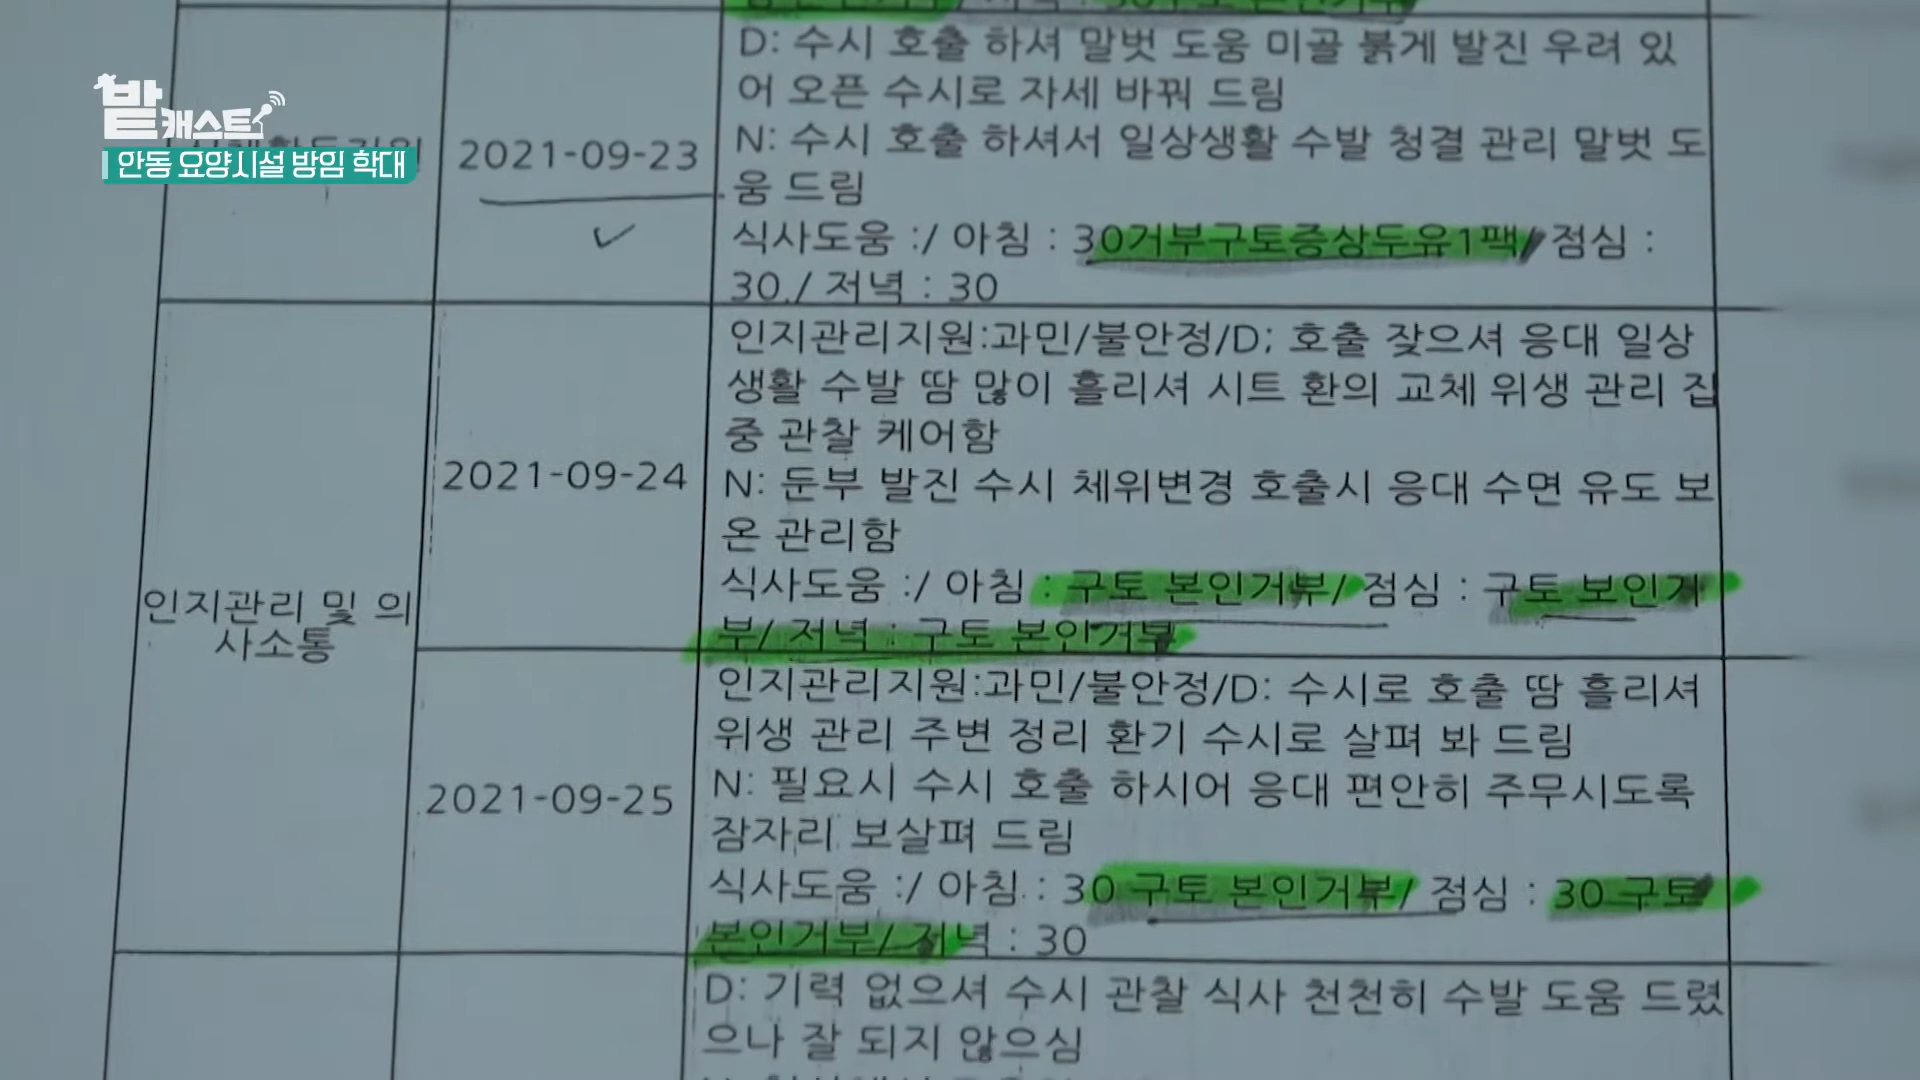 밭캐스트
안동 요양시설 방임 학대
D: 수시 호출 하셔 말벗 도움 미골 붉게 발진 우려 있
어 오픈 수시로 자세 바꿔 드림
2021-09-23
N: 수시 호출 하셔서 일상생활 수발 청결 관리 말벗 도
움 드림
식사도움 :/ 아침 : 30거부구토증상두유1팩/ 점심 :
30./ 저녁 : 30
인지관리 및 의
사소통
2021-09-24
인지관리지원:과민/불안정/D; 호출 잦으셔 응대 일상
생활 수발 땀 많이 흘리셔 시트 환의 교체 위생 관리 집
중 관찰 케어함
N: 둔부 발진 수시 체위변경 호출시 응대 수면 유도 보
온 관리함
식사도움 :/ 아침 : 구토 본인거부/ 점심 : 구토 보인거
부/ 저녁 : 구토 본인거부
2021-09-25
인지관리지원:과민/불안정/D: 수시로 호출 땀 흘리셔
위생 관리 주변 정리 환기 수시로 살펴 봐 드림
N: 필요시 수시 호출 하시어 응대 편안히 주무시도록
잠자리 보살펴 드림
식사도움 :/ 아침 : 30 구토 본인거부/ 점심 : 30 구토
본인거부/ 저녁 : 30
D: 기력 없으셔 수시 관찰 식사 천천히 수발 도움 드렸
으나 잘 되지 않으심